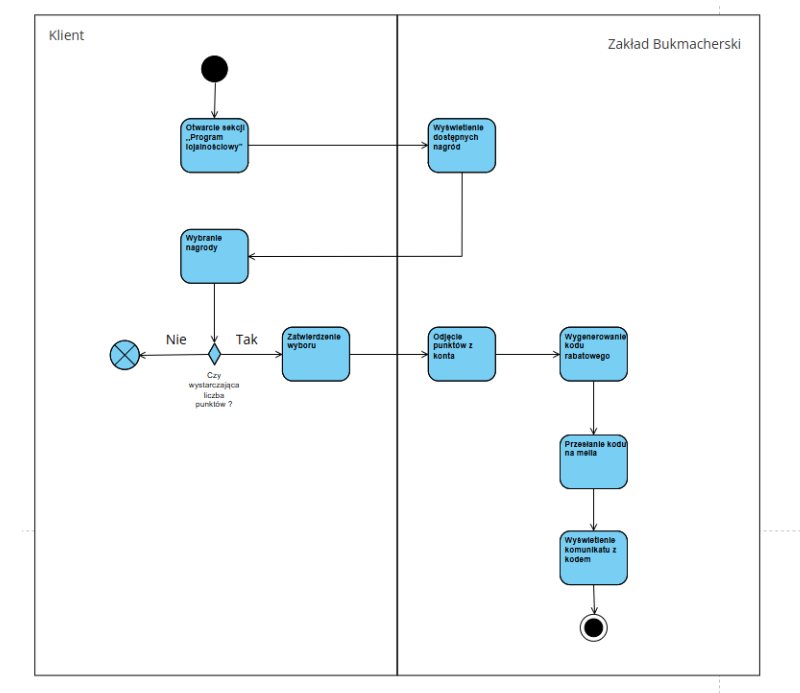 Klient
Zakład Bukmacherski
Otwarcie sekcji
„Program
lojalnościowy"
Wyświetlenie
dostępnych
nagród
Wybranie
nagrody
Nie
Tak
Czy
wystarczająca
liczba
punktów ?
Zatwierdzenie
wyboru
Odjęcie
punktów z
konta
Wygenerowanie
kodu
rabatowego
Przesłanie kodu
na meila
Wyświetlenie
komunikatu z
kodem